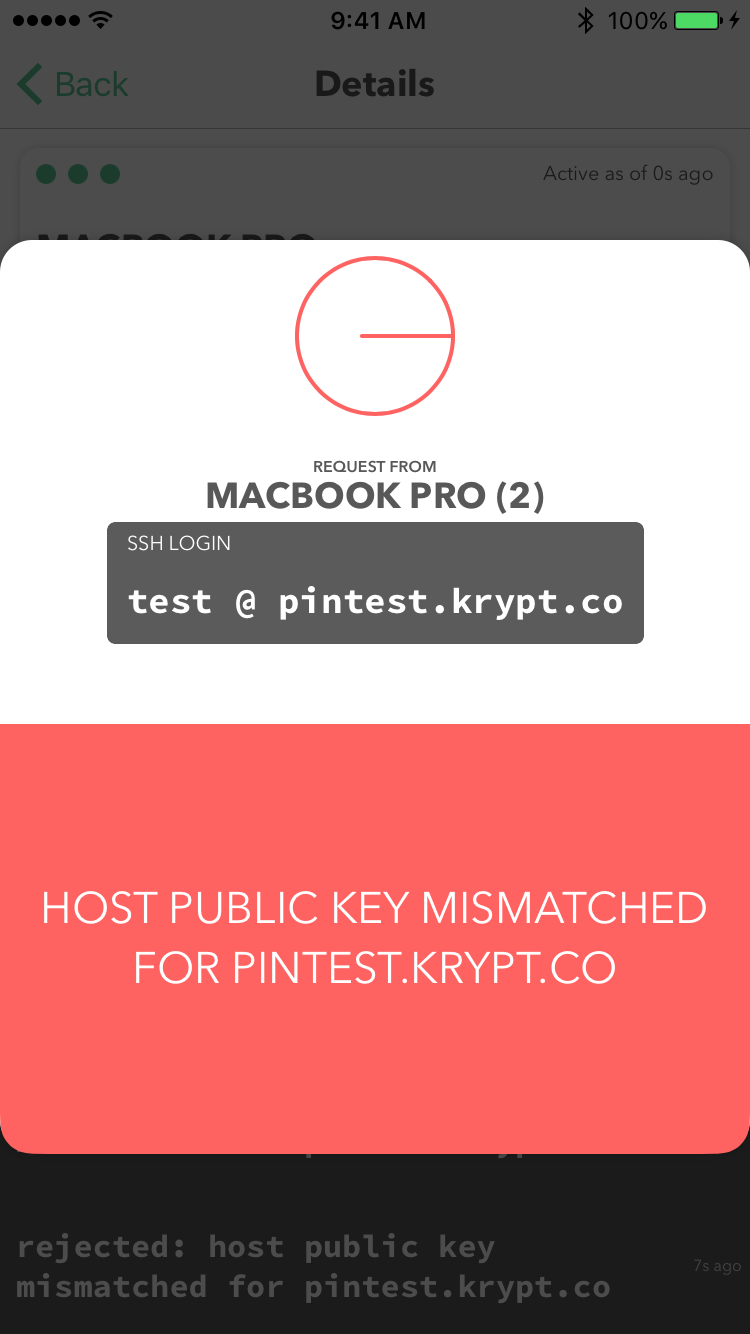 9:41 AM 100%
Back Details
Active as of 0s ago
MACBOOK PRO
REQUEST FROM
MACBOOK PRO (2)
SSH LOGIN
test @ pintest.krypt.co
HOST PUBLIC KEY MISMATCHED
FOR PINTEST.KRYPT.CO
rejected: host public key
mismatched for pintest.krypt.co
7s ago